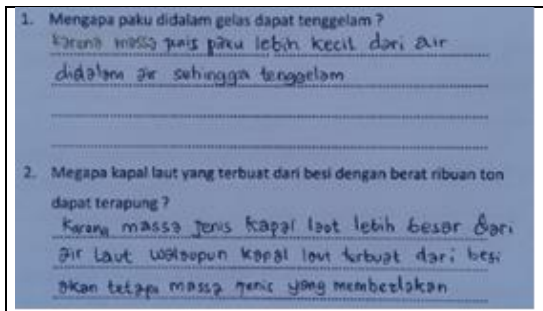 1. Mengapa paku didalam gelas dapat tenggelam ?
Karena massa jenis paku lebih kecil dari air
didalam air sehingga tenggelam
2. Megapa kapal laut yang terbuat dari besi dengan berat ribuan ton
dapat terapung ?
Karena massa jenis kapal laut lebih besar dari
air laut walaupun kapal laut terbuat dari besi
akan tetapi massa jenis yang memberlakan